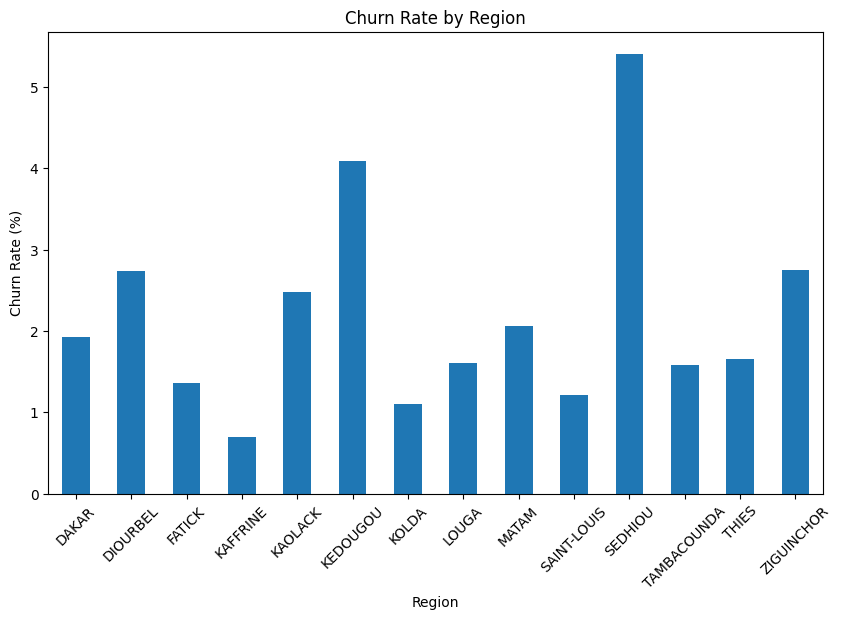 Churn Rate by Region
Churn Rate (%)
5
4
3
2
1
0
DAKAR
DIOURBEL
FATICK
KAFFRINE
KAOLACK
KEDOUGOU
KOLDA
LOUGA
MATAM
SAINT-LOUIS
SEDHIOU
TAMBACOUNDA
THIES
ZIGUINCHOR
Region